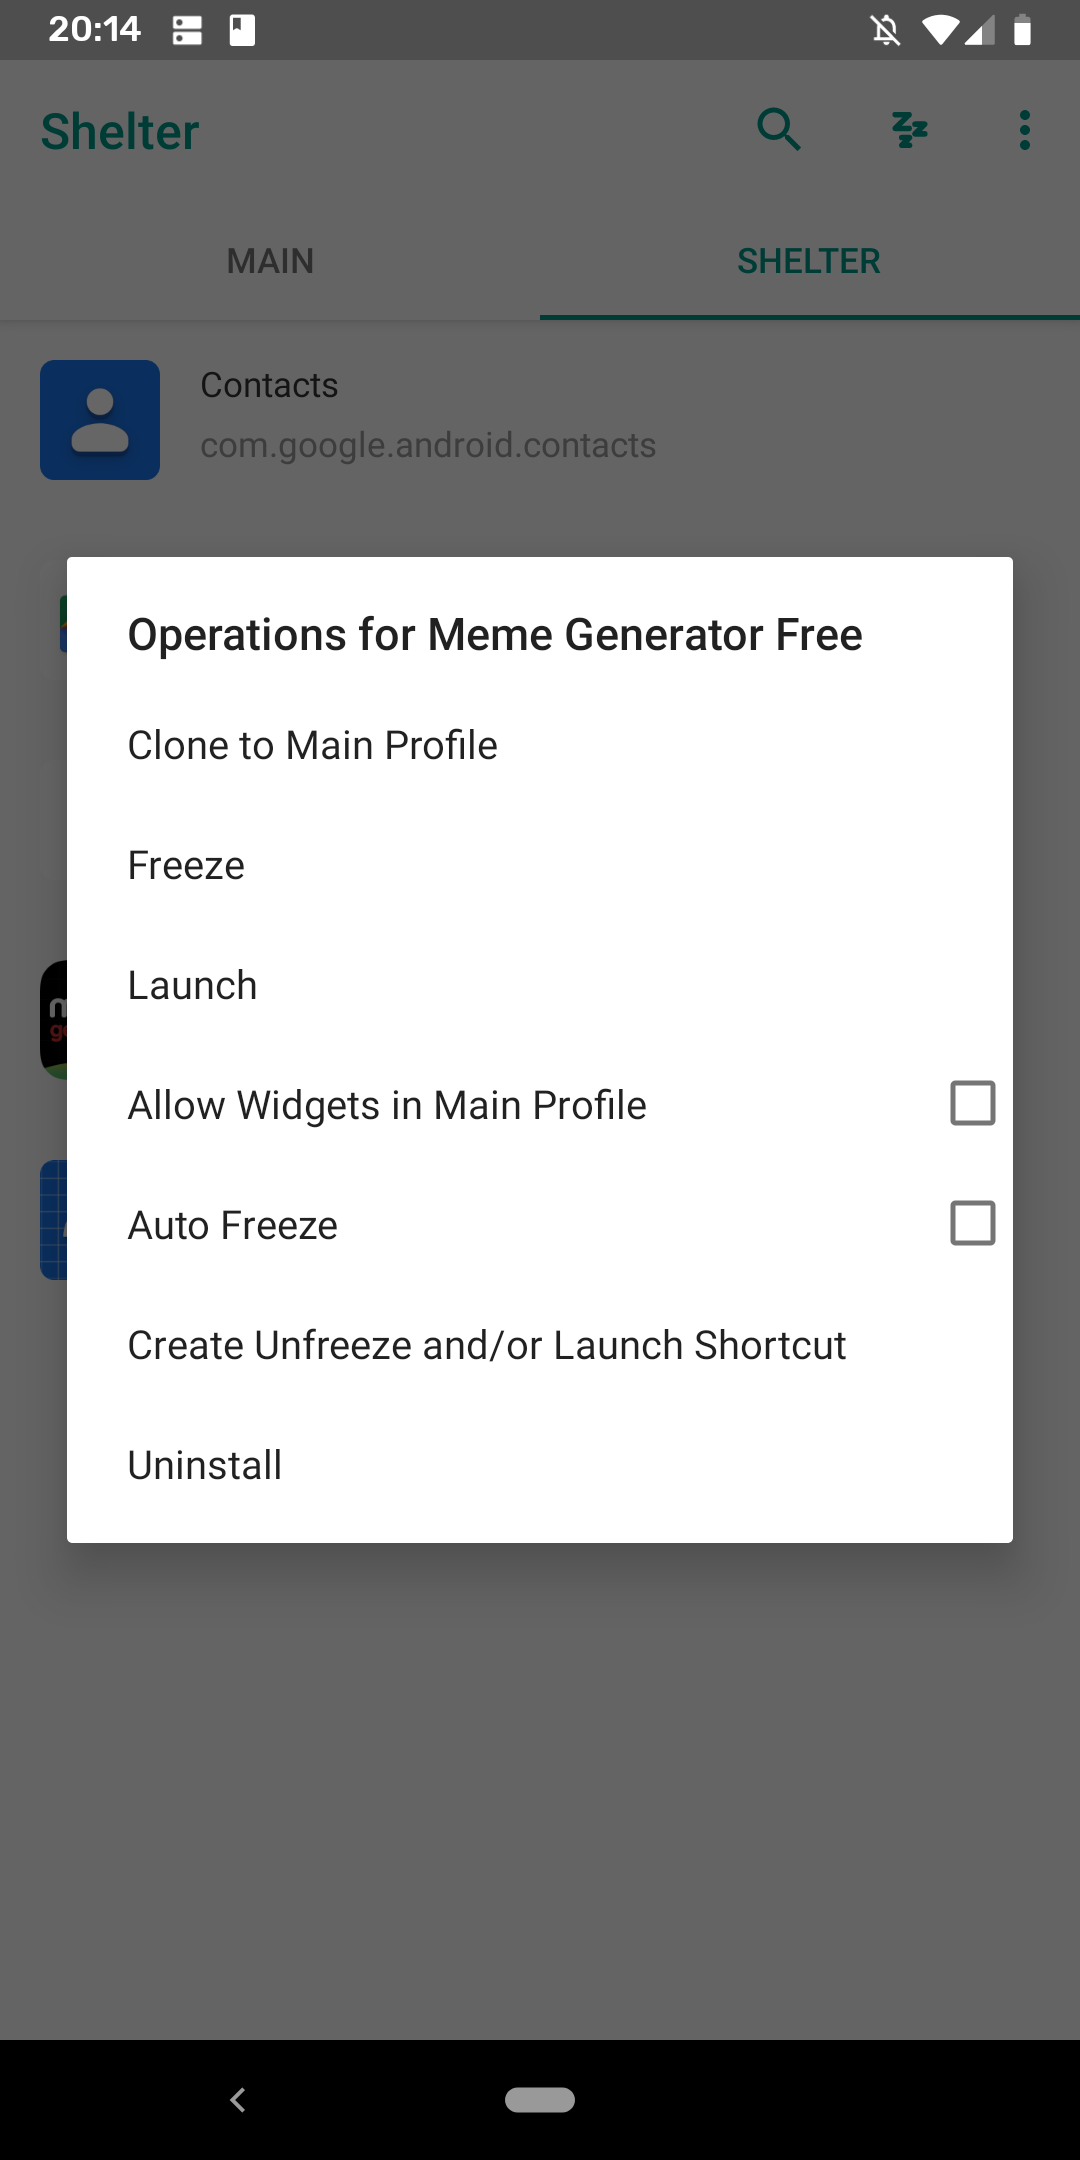 20:14
Shelter
MAIN
SHELTER
Contacts
com.google.android.contacts
Operations for Meme Generator Free
Clone to Main Profile
Freeze
Launch
Allow Widgets in Main Profile
Auto Freeze
Create Unfreeze and/or Launch Shortcut
Uninstall